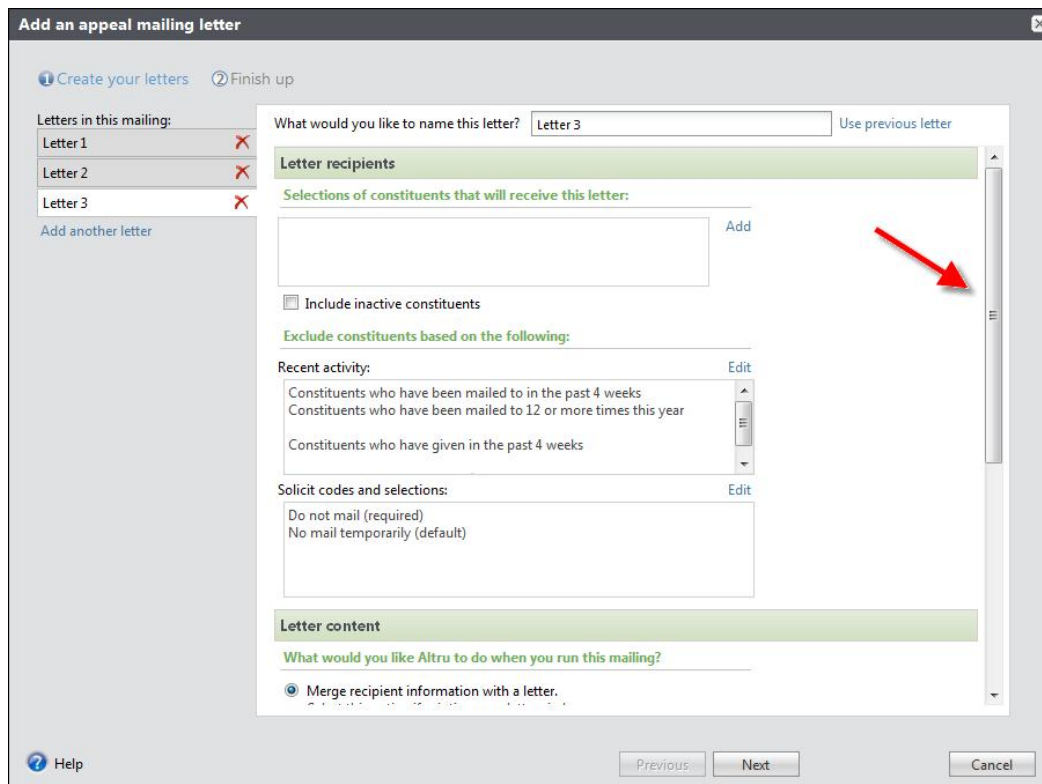 Add an appeal mailing letter
1 Create your letters 2 Finish up
Letters in this mailing:
Letter 1
Letter 2
Letter 3
Add another letter
What would you like to name this letter? Letter 3 Use previous letter
Letter recipients
Selections of constituents that will receive this letter:
Add
Include inactive constituents
Exclude constituents based on the following:
Recent activity: Edit
Constituents who have been mailed to in the past 4 weeks
Constituents who have been mailed to 12 or more times this year
Constituents who have given in the past 4 weeks
Solicit codes and selections: Edit
Do not mail (required)
No mail temporarily (default)
Letter content
What would you like Altru to do when you run this mailing?
Merge recipient information with a letter.
? Help
Previous Next Cancel